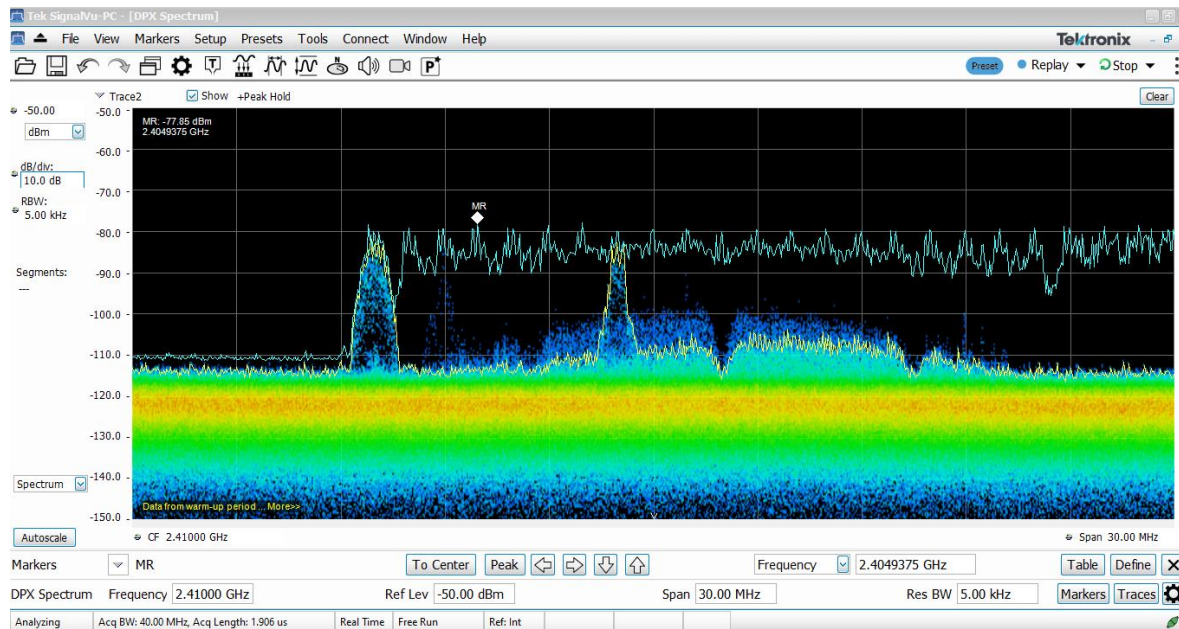 Tek SignalVu-PC - [DPX Spectrum]
File View Markers Setup Presets Tools Connect Window Help Tektronix
Preset Replay Stop
Trace2 Show +Peak Hold Clear
-50.00
dBm
dB/div:
10.0 dB
RBW:
5.00 kHz
Segments:
---
Spectrum
Autoscale
-50.0
-60.0
-70.0
-80.0
-90.0
-100.0
-110.0
-120.0
-130.0
-140.0
-150.0
MR: -77.85 dBm
2.4049375 GHz
MR
Data from warm-up period... More>>
CF 2.41000 GHz Span 30.00 MHz
Markers MR To Center Peak Frequency 2.4049375 GHz Table Define X
DPX Spectrum Frequency 2.41000 GHz Ref Lev -50.00 dBm Span 30.00 MHz Res BW 5.00 kHz Markers Traces
Analyzing Acq BW: 40.00 MHz, Acq Length: 1.906 us Real Time Free Run Ref: Int